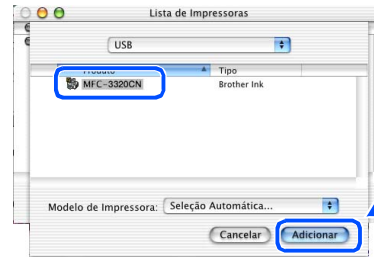 Lista de Impressoras
USB
Produto Tipo
MFC-3320CN Brother Ink
Modelo de Impressora: Seleção Automática...
Cancelar Adicionar